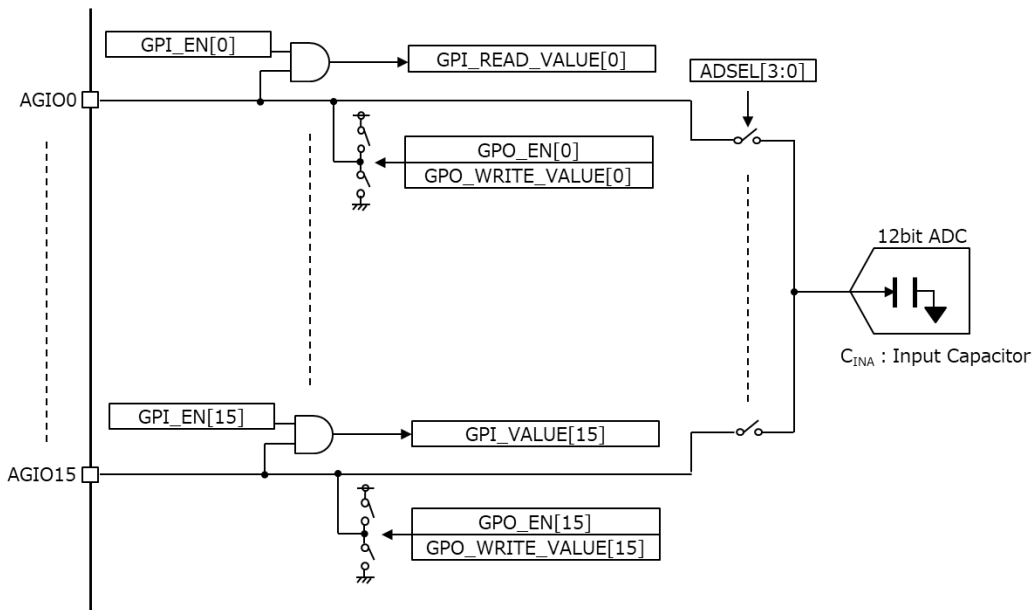 GPI_EN[0]
GPI_READ_VALUE[0]
ADSEL[3:0]
AGIO0
GPO_EN[0]
GPO_WRITE_VALUE[0]
12bit ADC
CINA : Input Capacitor
GPI_EN[15]
GPI_VALUE[15]
AGIO15
GPO_EN[15]
GPO_WRITE_VALUE[15]